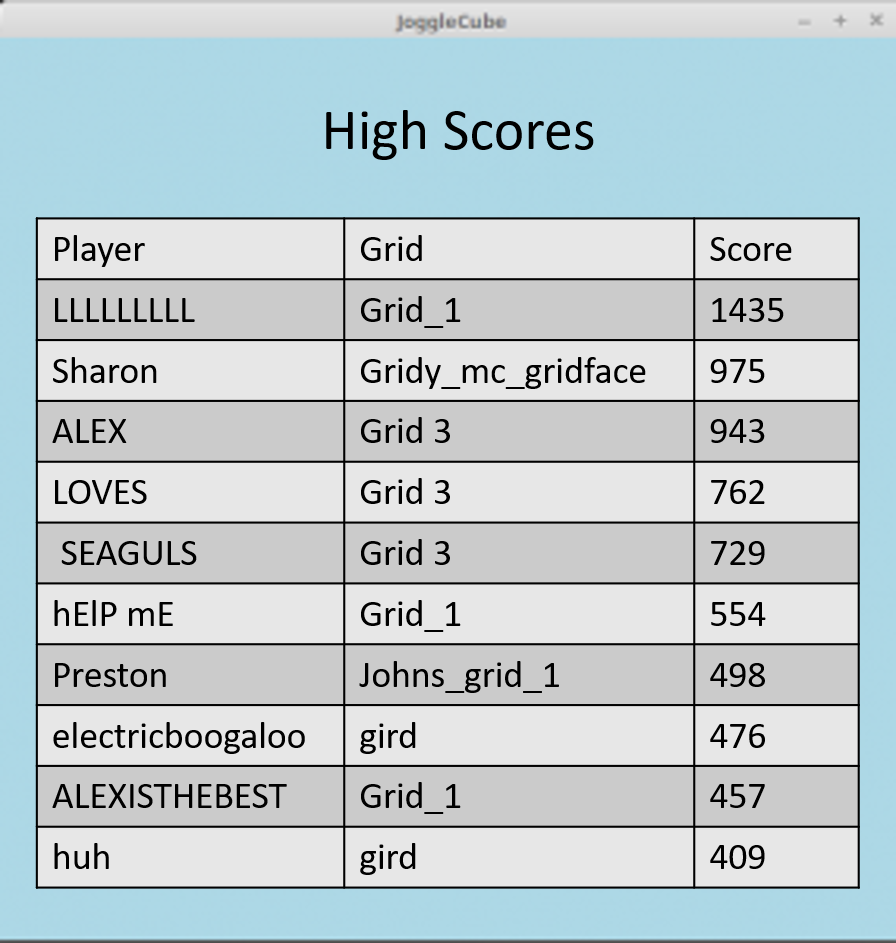 JoggleCube
High Scores
Player Grid Score
LLLLLLLLL Grid_1 1435
Sharon Gridy_mc_gridface 975
ALEX Grid 3 943
LOVES Grid 3 762
SEAGULS Grid 3 729
hElP mE Grid_1 554
Preston Johns_grid_1 498
electricboogaloo gird 476
ALEXISTHEBEST Grid_1 457
huh gird 409